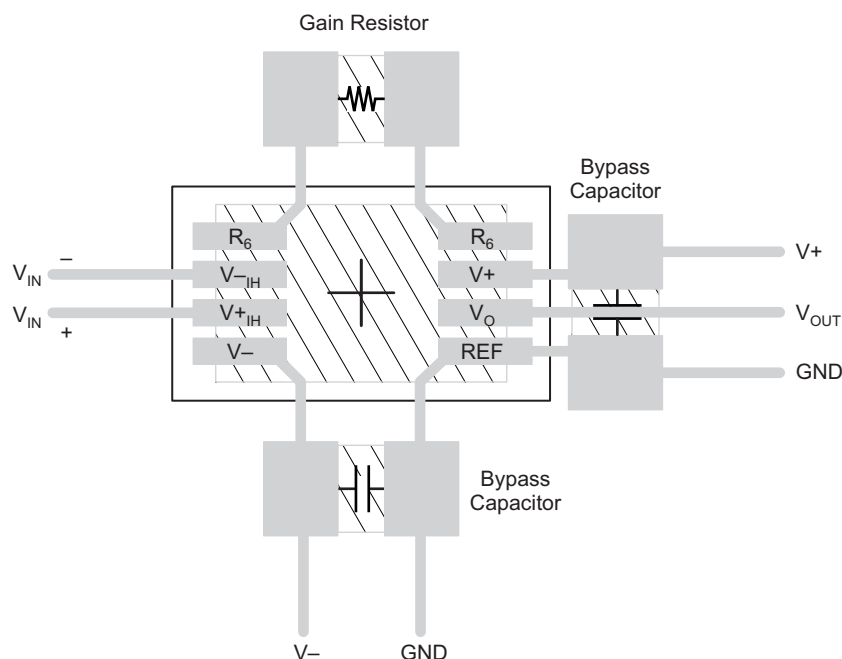 Gain Resistor
Bypass
Capacitor
R6 R6
V–IH V+
V+IH VO
V– REF
VIN –
VIN +
V+
VOUT
GND
Bypass
Capacitor
V– GND